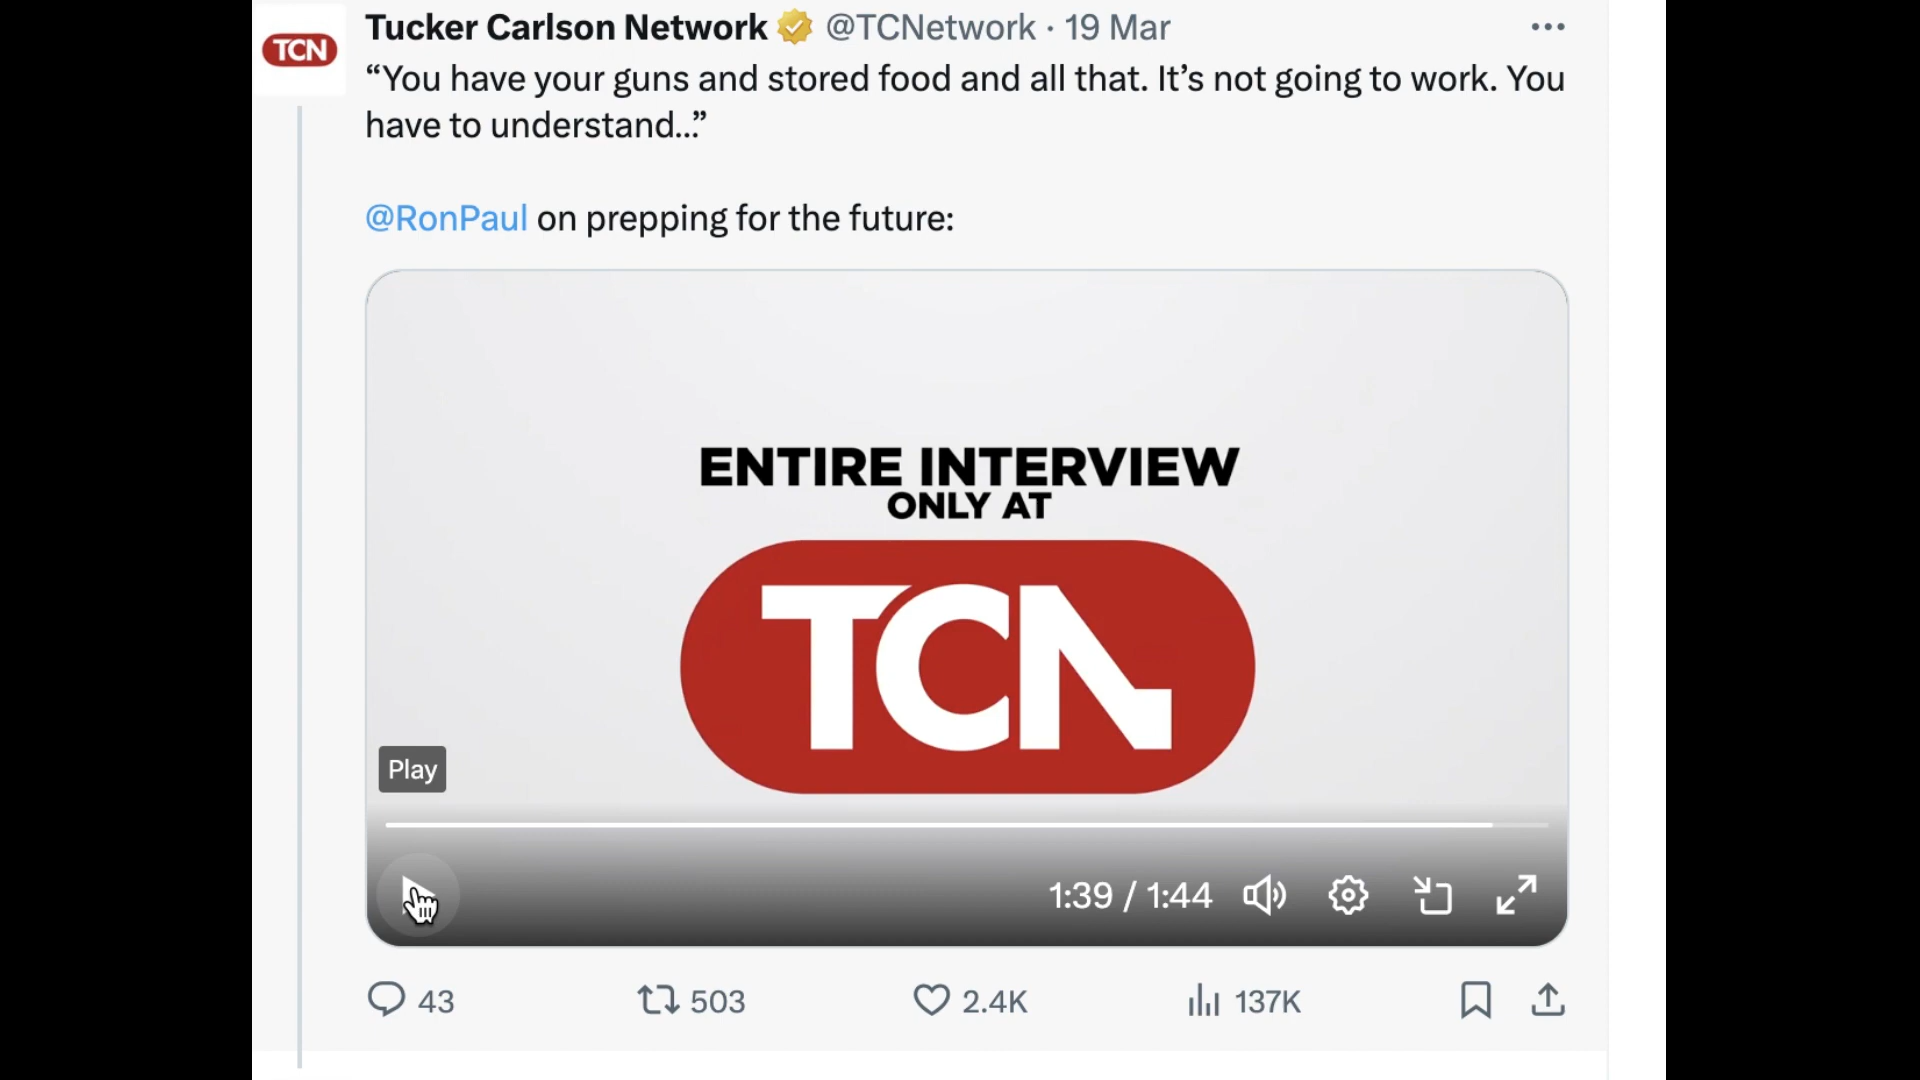 TCN
Tucker Carlson Network @TCNetwork · 19 Mar
“You have your guns and stored food and all that. It’s not going to work. You
have to understand...”
@RonPaul on prepping for the future:
ENTIRE INTERVIEW
ONLY AT
TCN
Play
1:39 / 1:44
43 503 2.4K 137K